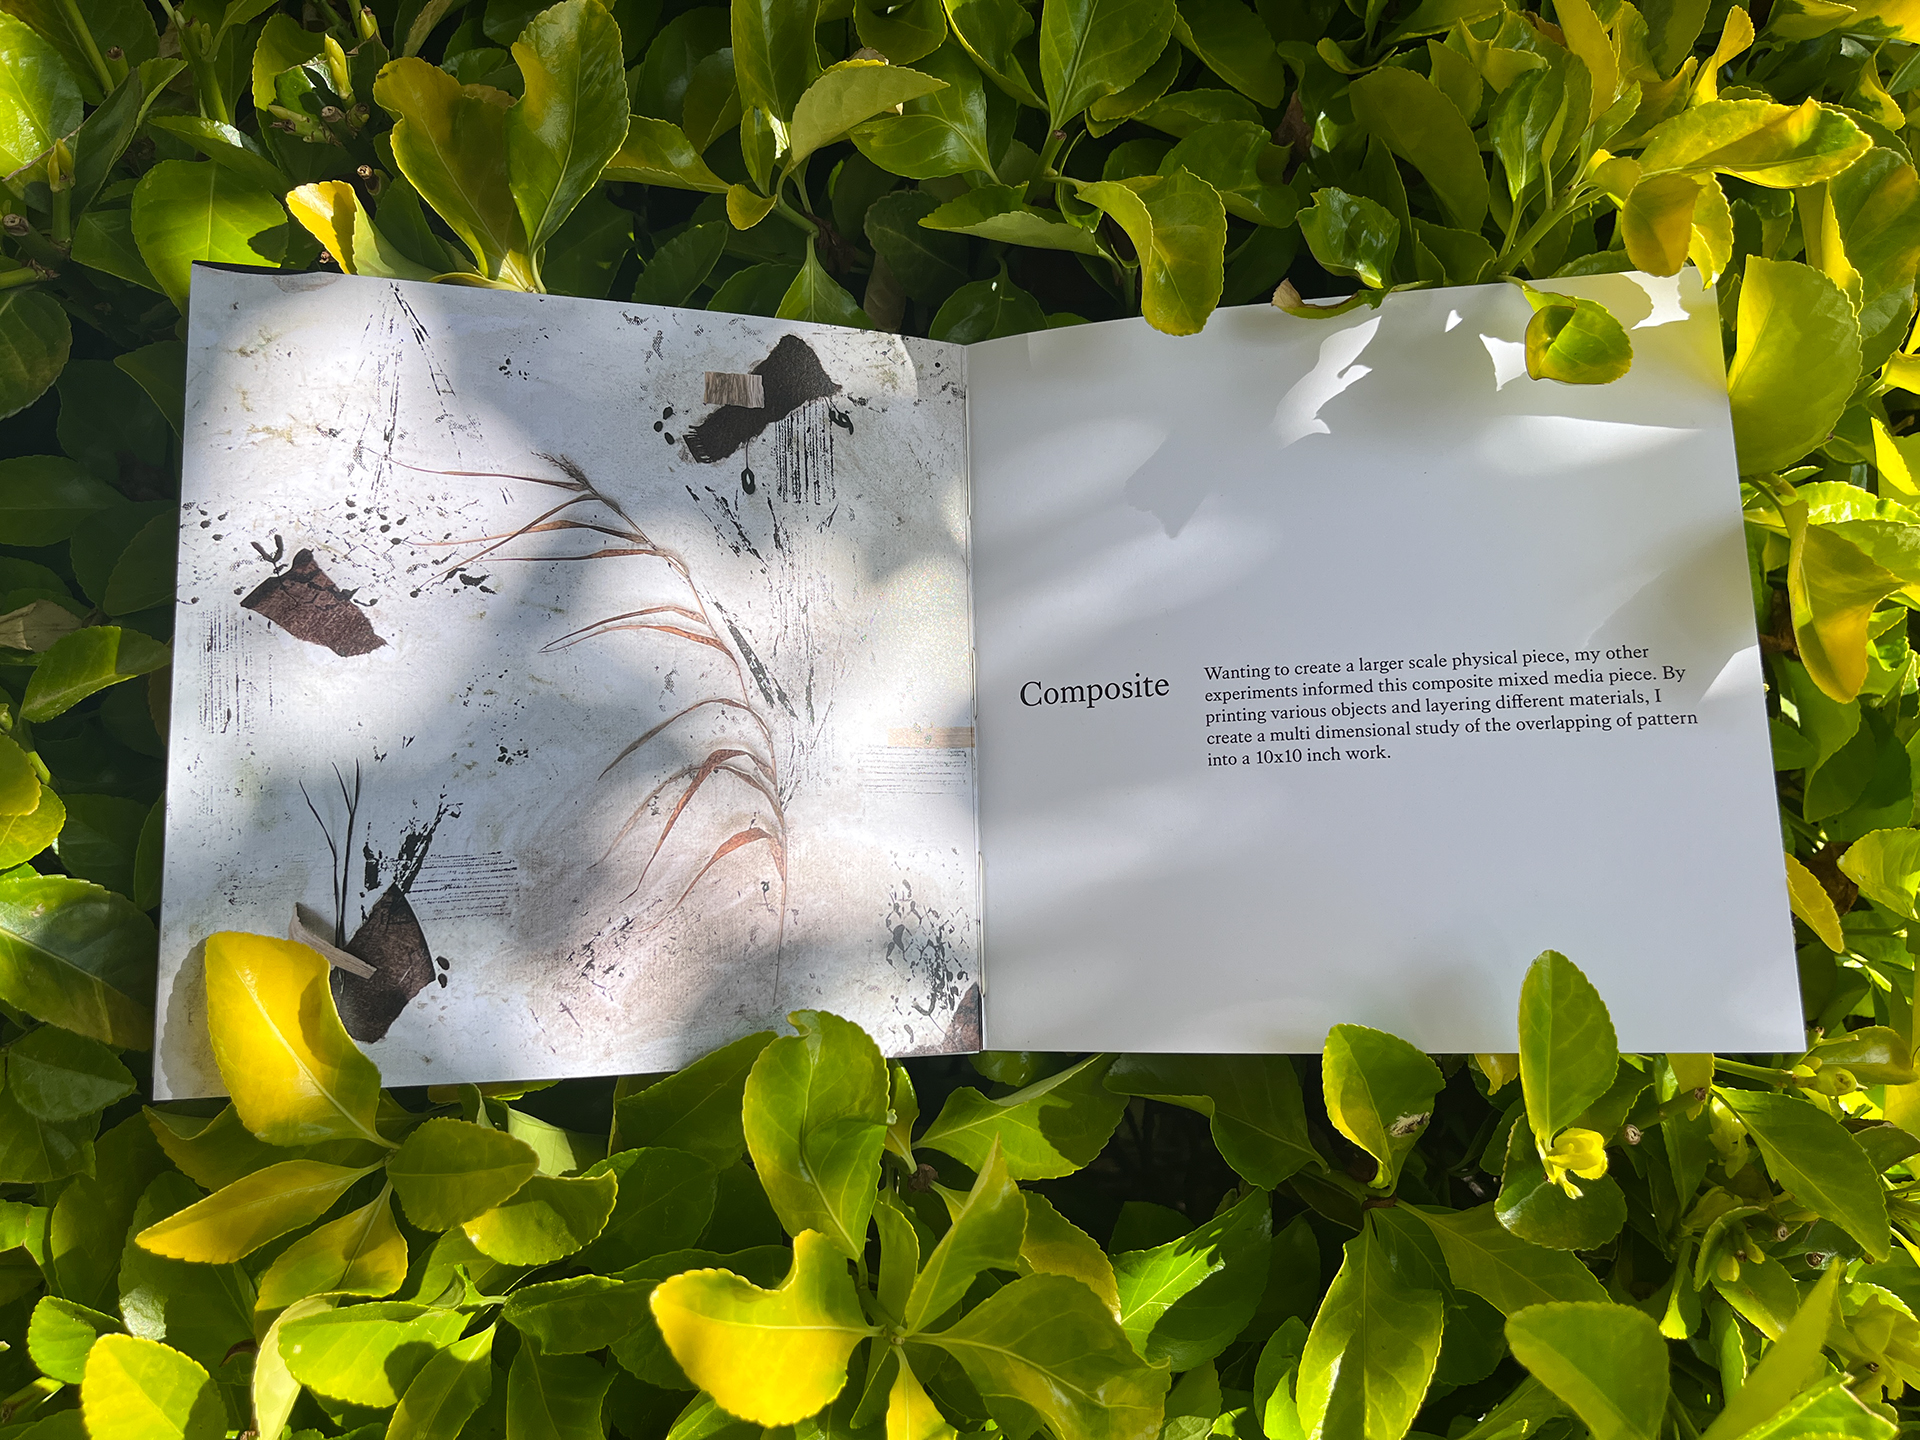 Composite
Wanting to create a larger scale physical piece, my other
experiments informed this composite mixed media piece. By
printing various objects and layering different materials, I
create a multi dimensional study of the overlapping of pattern
into a 10x10 inch work.